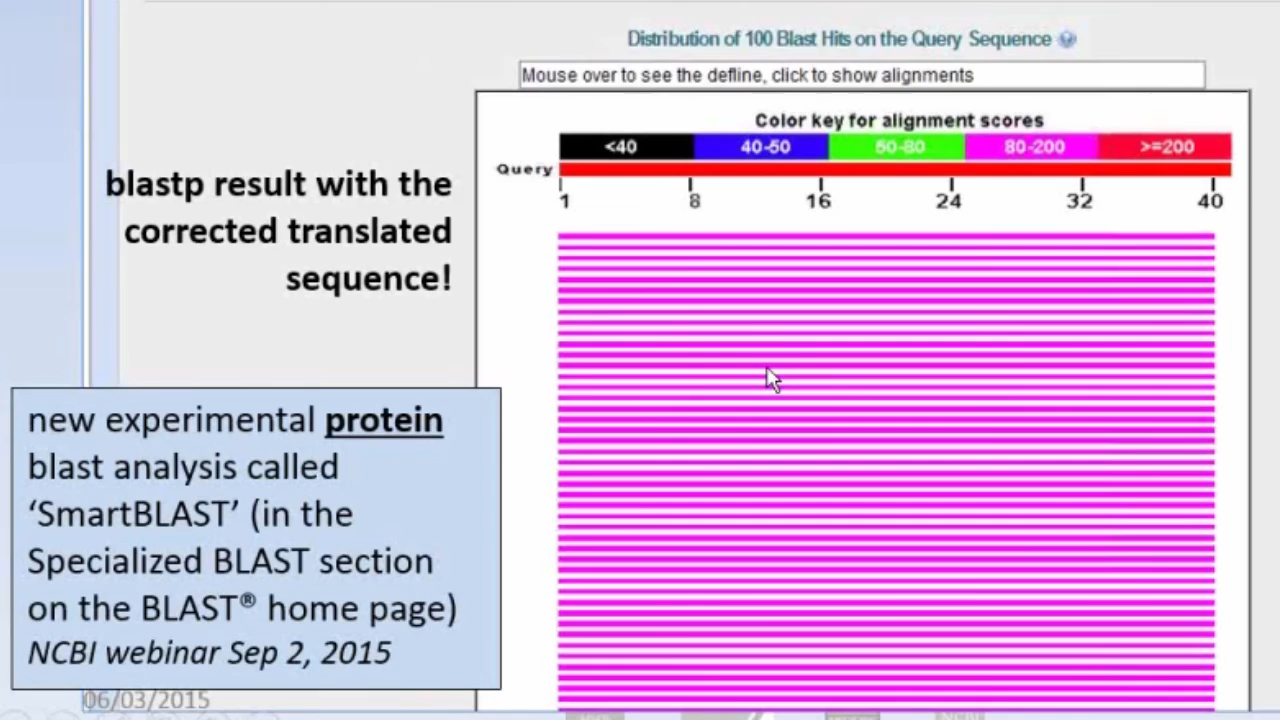 Distribution of 100 Blast Hits on the Query Sequence
Mouse over to see the defline, click to show alignments
Color key for alignment scores
<40 40-50 50-80 80-200 >=200
Query
1 8 16 24 32 40
blastp result with the
corrected translated
sequence!
new experimental protein
blast analysis called
‘SmartBLAST’ (in the
Specialized BLAST section
on the BLAST® home page)
NCBI webinar Sep 2, 2015
06/03/2015
NCBI